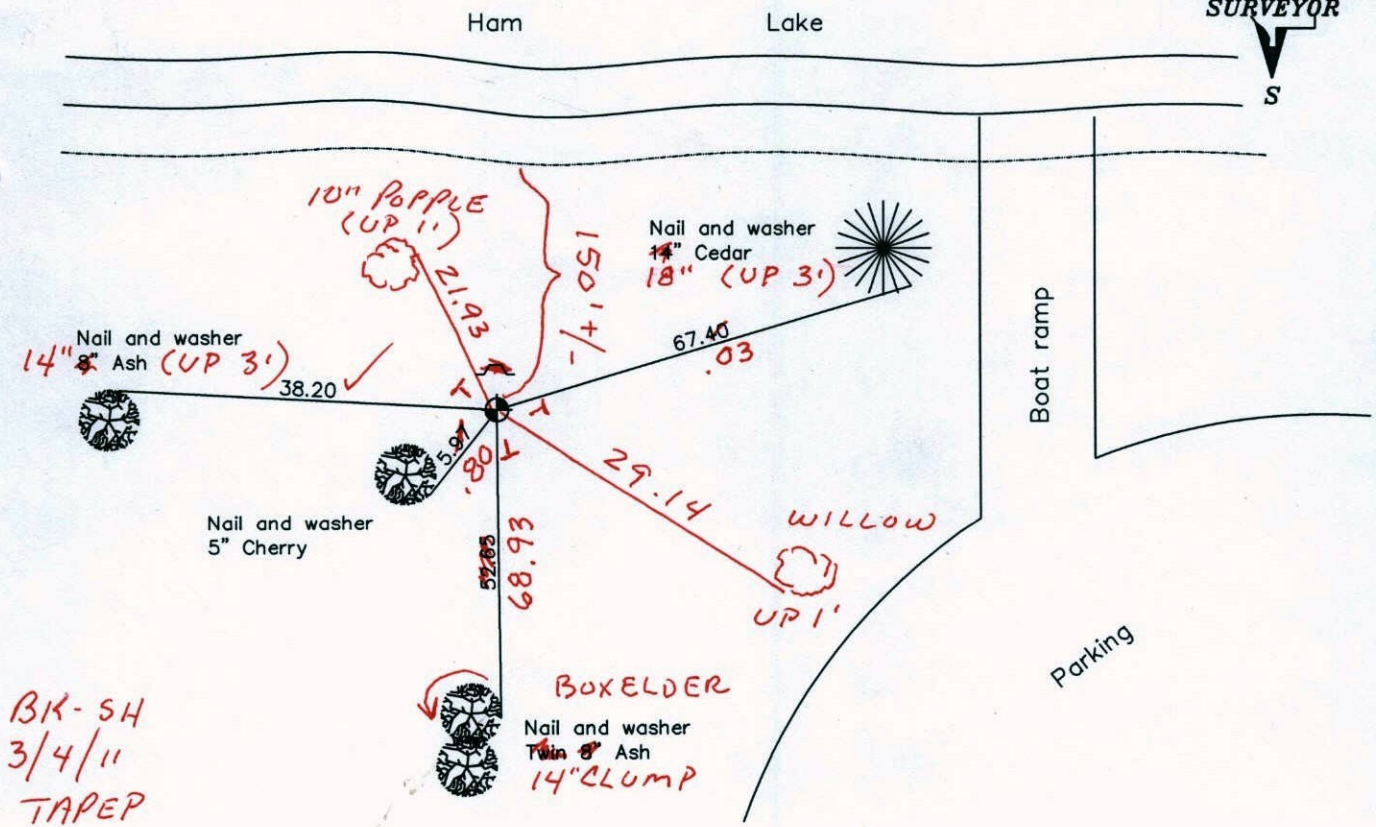 Ham Lake
SURVEYOR
S
10" POPPLE
(UP 1')
21.93
150'+/-
Nail and washer
14" Cedar
18" (UP 3')
67.40
.03
Boat ramp
Nail and washer
14" 8" Ash (UP 3')
38.20
5.97
.80
T
T
T
T
Nail and washer
5" Cherry
29.14
WILLOW
UP 1'
52.65
68.93
Parking
BOXELDER
Nail and washer
Twin 8" Ash
14" CLUMP
BK-SH
3/4/11
TAPEP